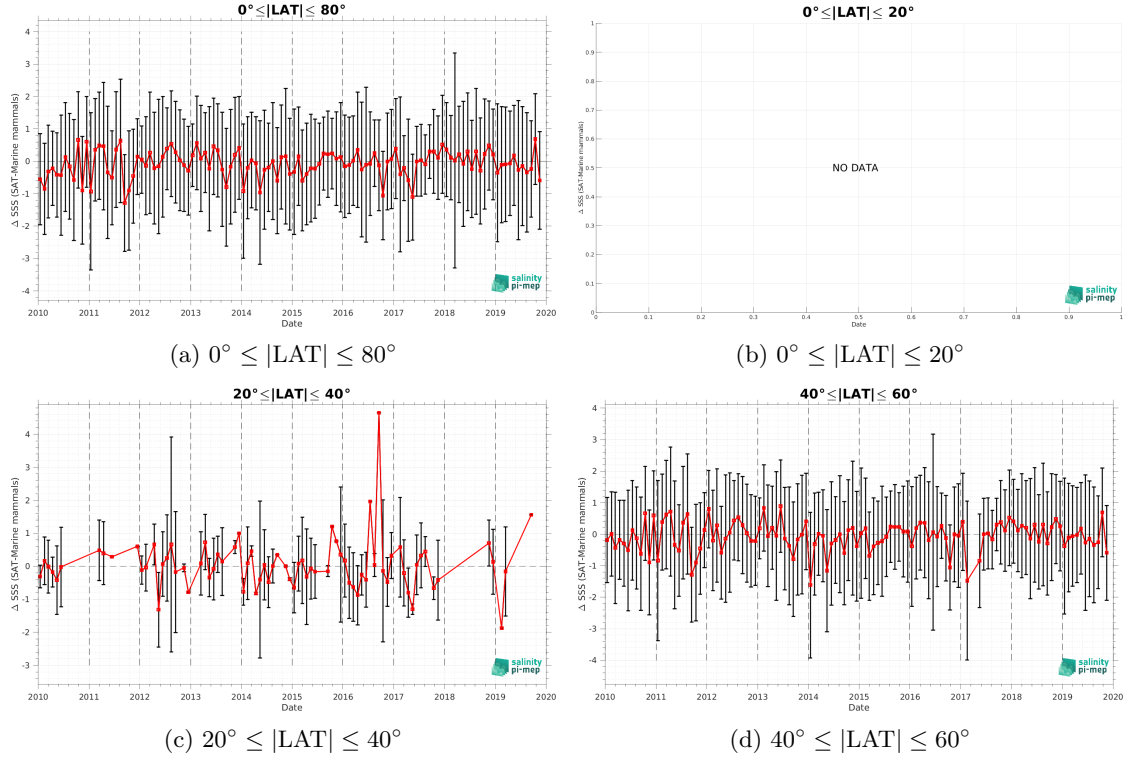 0°≤|LAT|≤ 80°
Δ SSS (SAT-Marine mammals)
4
3
2
1
0
-1
-2
-3
-4
2010 2011 2012 2013 2014 2015 2016 2017 2018 2019 2020
Date
salinity
pi-mep
(a) 0° ≤ |LAT| ≤ 80°
0°≤|LAT|≤ 20°
Δ SSS (SAT-Marine mammals)
1
0.9
0.8
0.7
0.6
0.5
0.4
0.3
0.2
0.1
0
NO DATA
0 0.1 0.2 0.3 0.4 0.5 0.6 0.7 0.8 0.9 1
Date
salinity
pi-mep
(b) 0° ≤ |LAT| ≤ 20°
20°≤|LAT|≤ 40°
Δ SSS (SAT-Marine mammals)
4
3
2
1
0
-1
-2
-3
2010 2011 2012 2013 2014 2015 2016 2017 2018 2019 2020
Date
salinity
pi-mep
(c) 20° ≤ |LAT| ≤ 40°
40°≤|LAT|≤ 60°
Δ SSS (SAT-Marine mammals)
4
3
2
1
0
-1
-2
-3
-4
2010 2011 2012 2013 2014 2015 2016 2017 2018 2019 2020
Date
salinity
pi-mep
(d) 40° ≤ |LAT| ≤ 60°